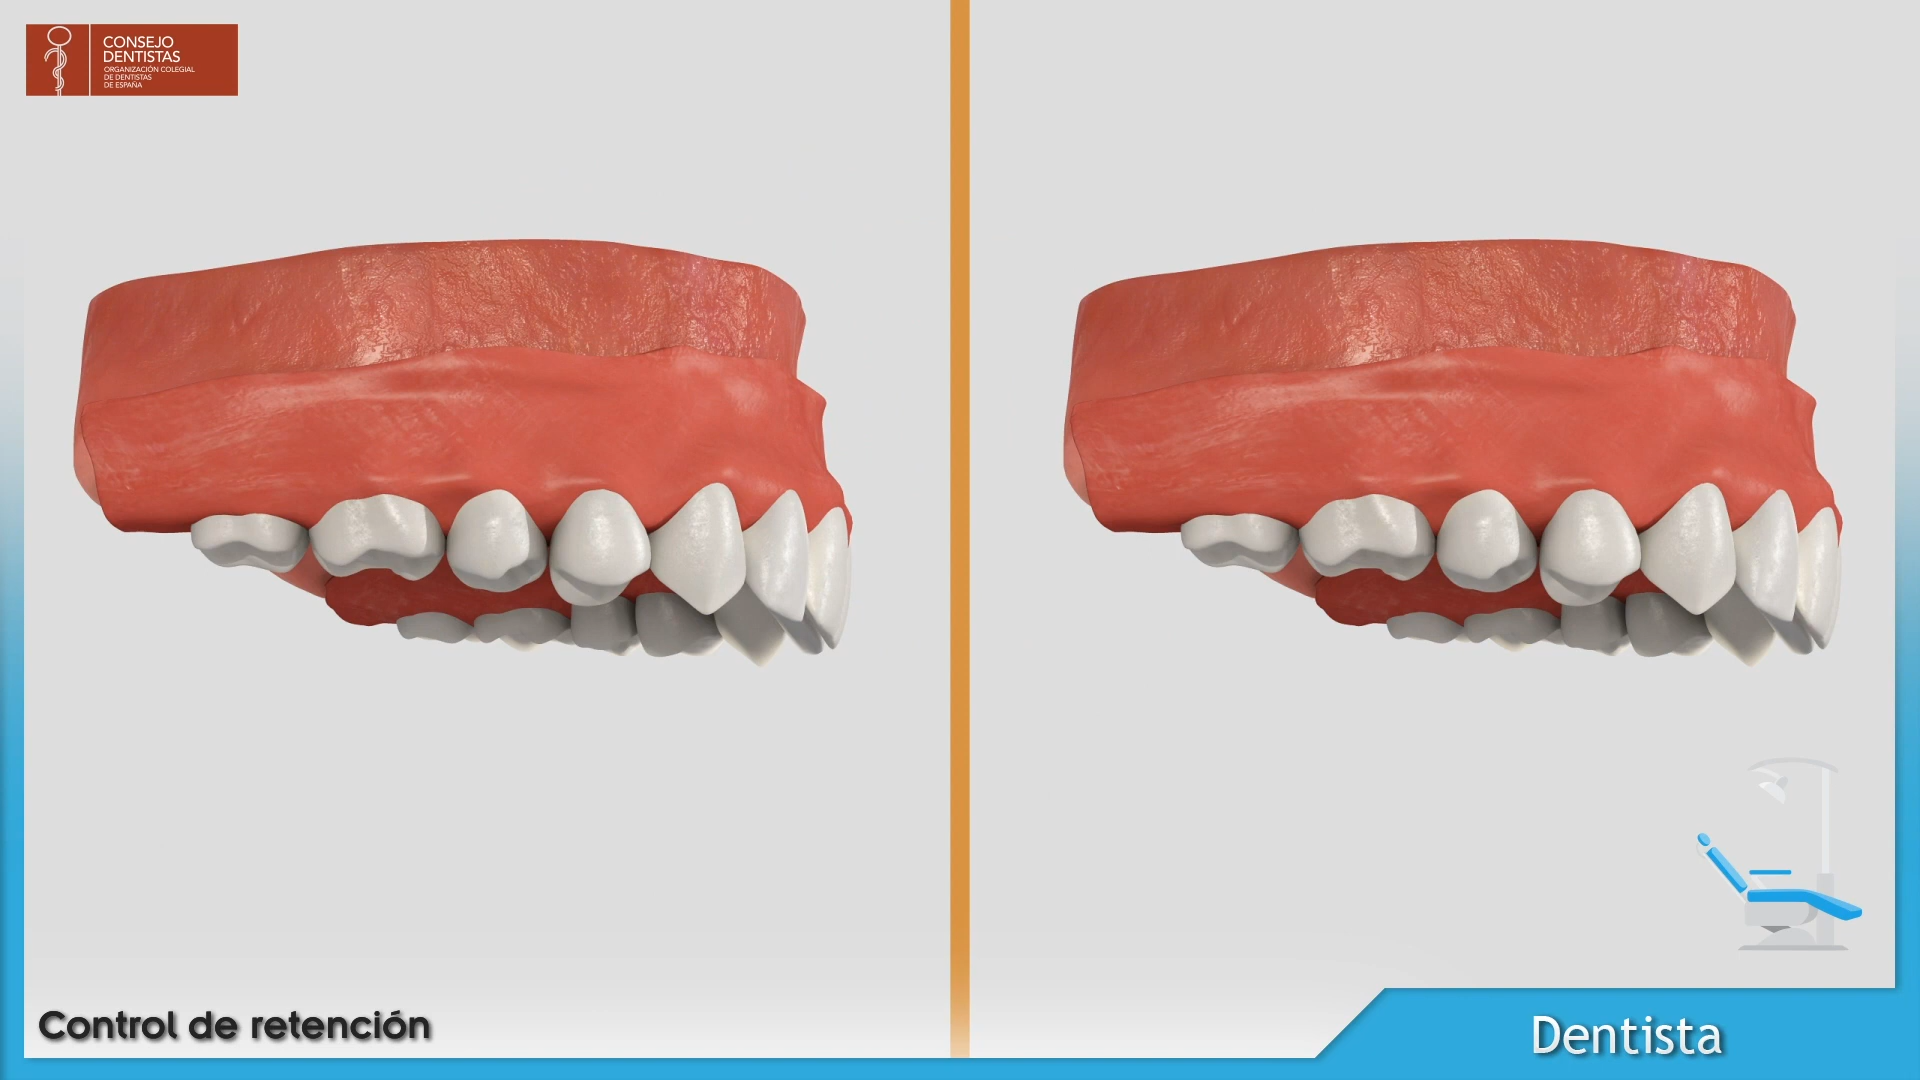 CONSEJO
DENTISTAS
ORGANIZACIÓN COLEGIAL
DE DENTISTAS
DE ESPAÑA
Control de retención
Dentista